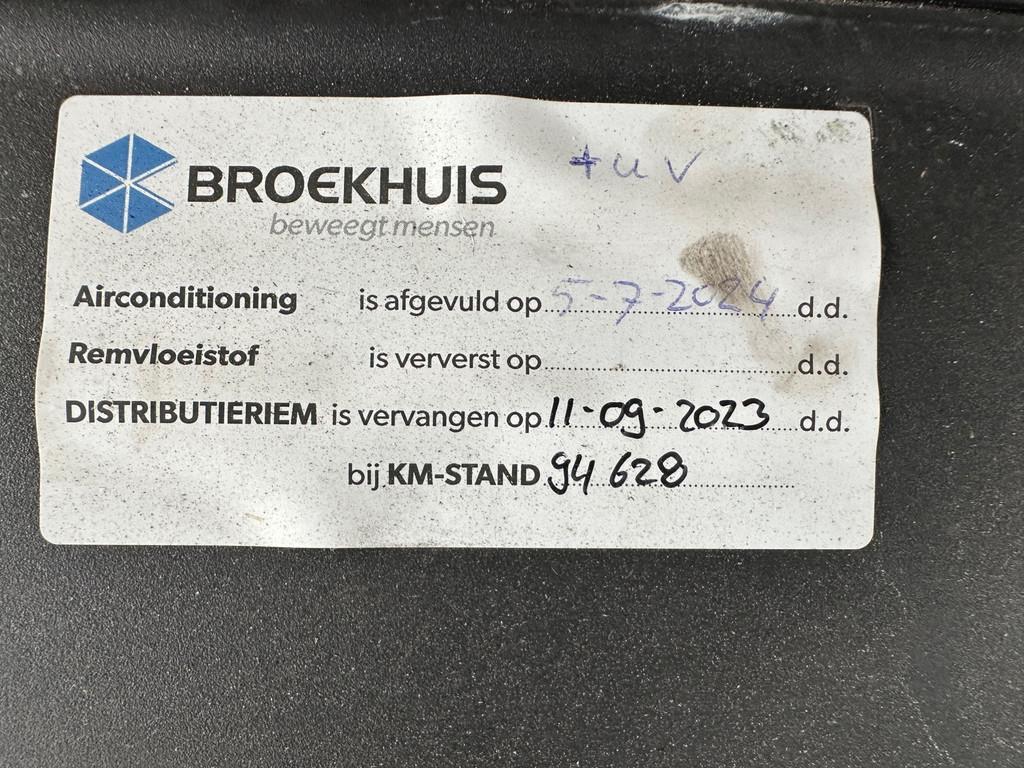 BROEKHUIS + u v
beweegt mensen
Airconditioning is afgevuld op 5-7-2024 d.d.
Remvloeistof is ververst op d.d.
DISTRIBUTIERIEM is vervangen op 11-09-2023 d.d.
bij KM-STAND 94 628